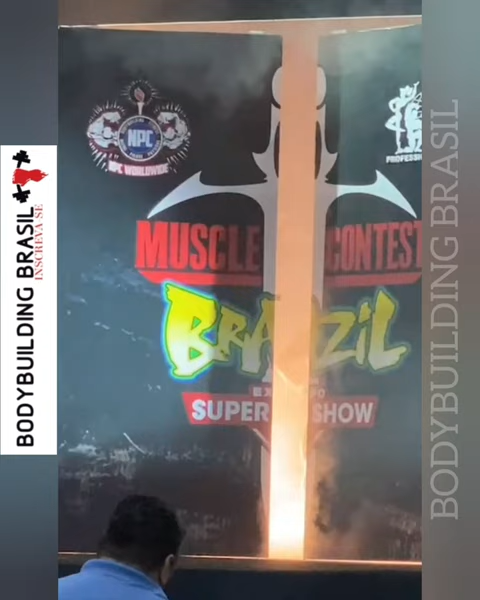 BODYBUILDING BRASIL
INSCREVA SE
NPC
NPC WORLDWIDE
MUSCLE CONTEST
BRAZIL
SUPER SHOW
BODYBUILDING BRASIL